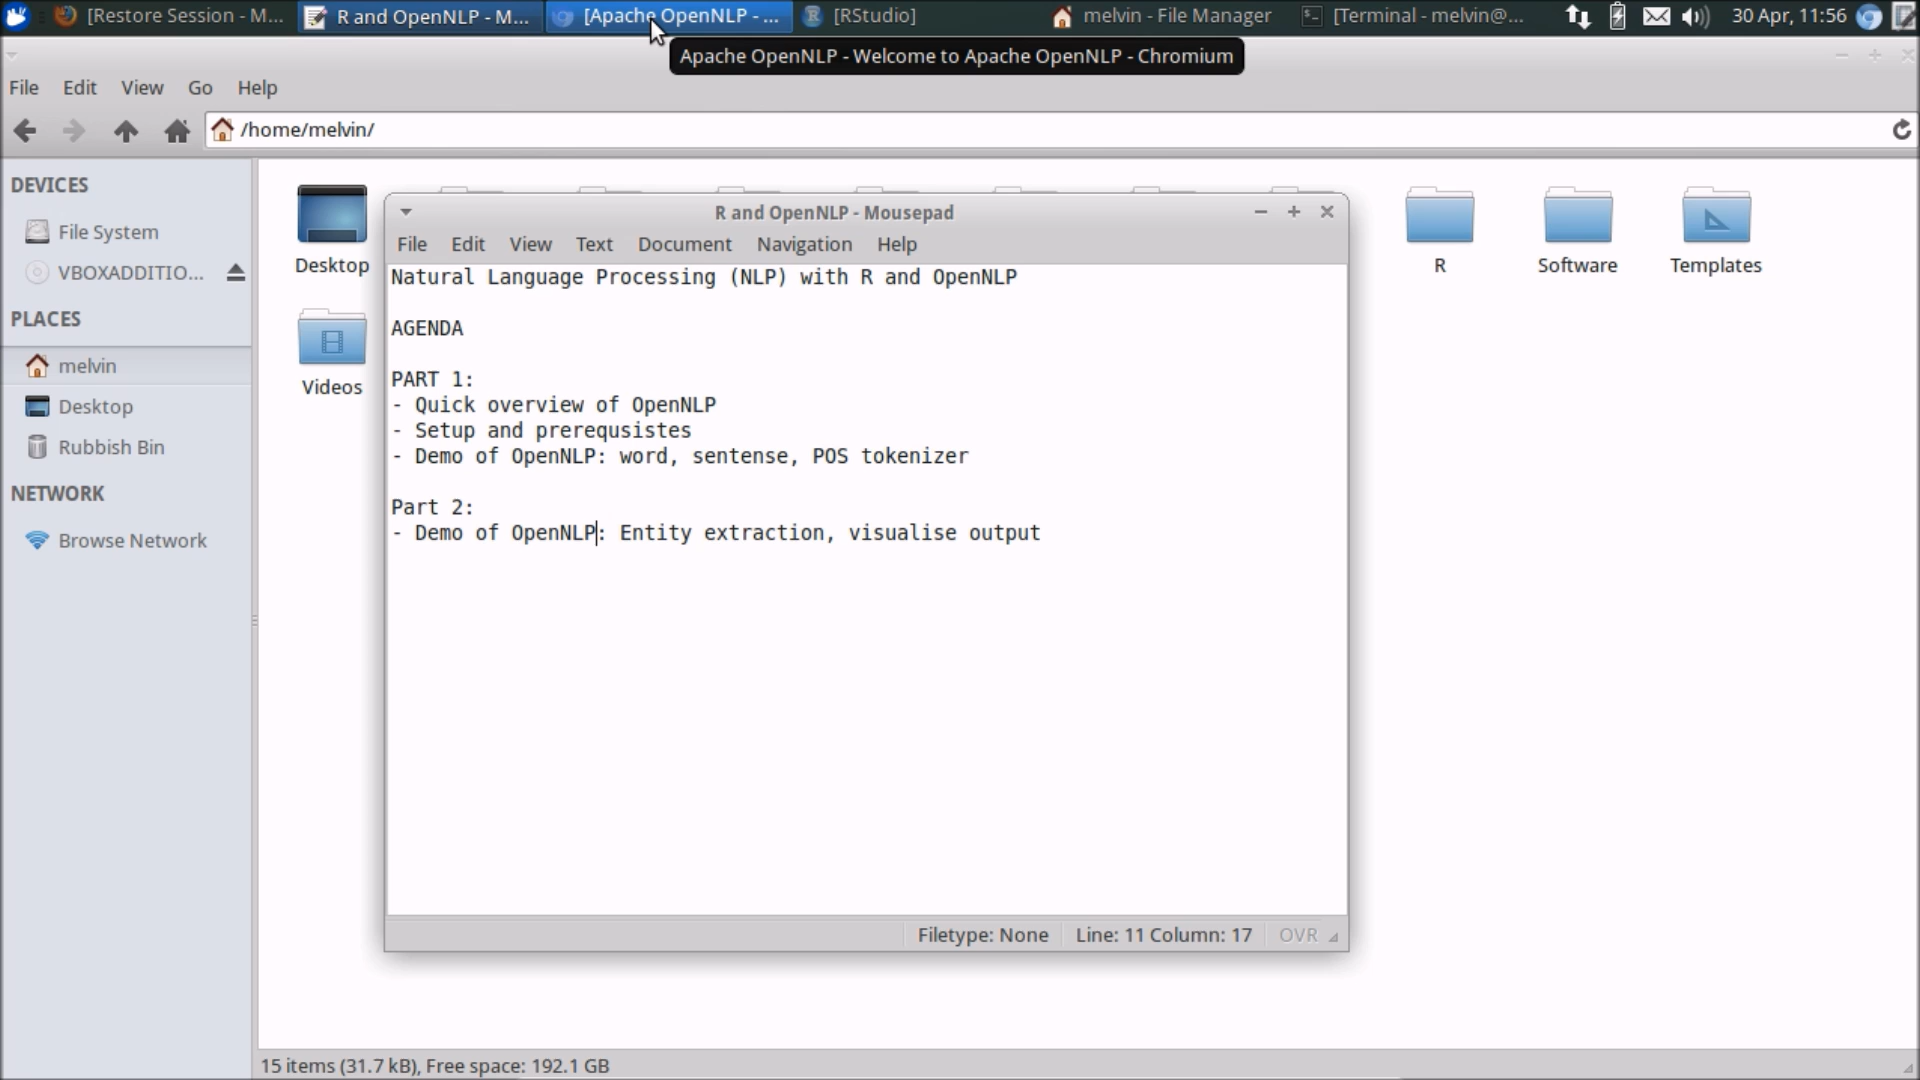 [Restore Session - M...
R and OpenNLP - M...
[Apache OpenNLP - ...
[RStudio]
melvin - File Manager
[Terminal - melvin@...
30 Apr, 11:56
Apache OpenNLP - Welcome to Apache OpenNLP - Chromium
File Edit View Go Help
/home/melvin/
DEVICES
File System
VBOXADDITIO...
PLACES
melvin
Desktop
Rubbish Bin
NETWORK
Browse Network
Desktop
R
Software
Templates
Videos
R and OpenNLP - Mousepad
File Edit View Text Document Navigation Help
Natural Language Processing (NLP) with R and OpenNLP
AGENDA
PART 1:
- Quick overview of OpenNLP
- Setup and prerequsistes
- Demo of OpenNLP: word, sentense, POS tokenizer
Part 2:
- Demo of OpenNLP: Entity extraction, visualise output
Filetype: None
Line: 11 Column: 17
OVR
15 items (31.7 kB), Free space: 192.1 GB